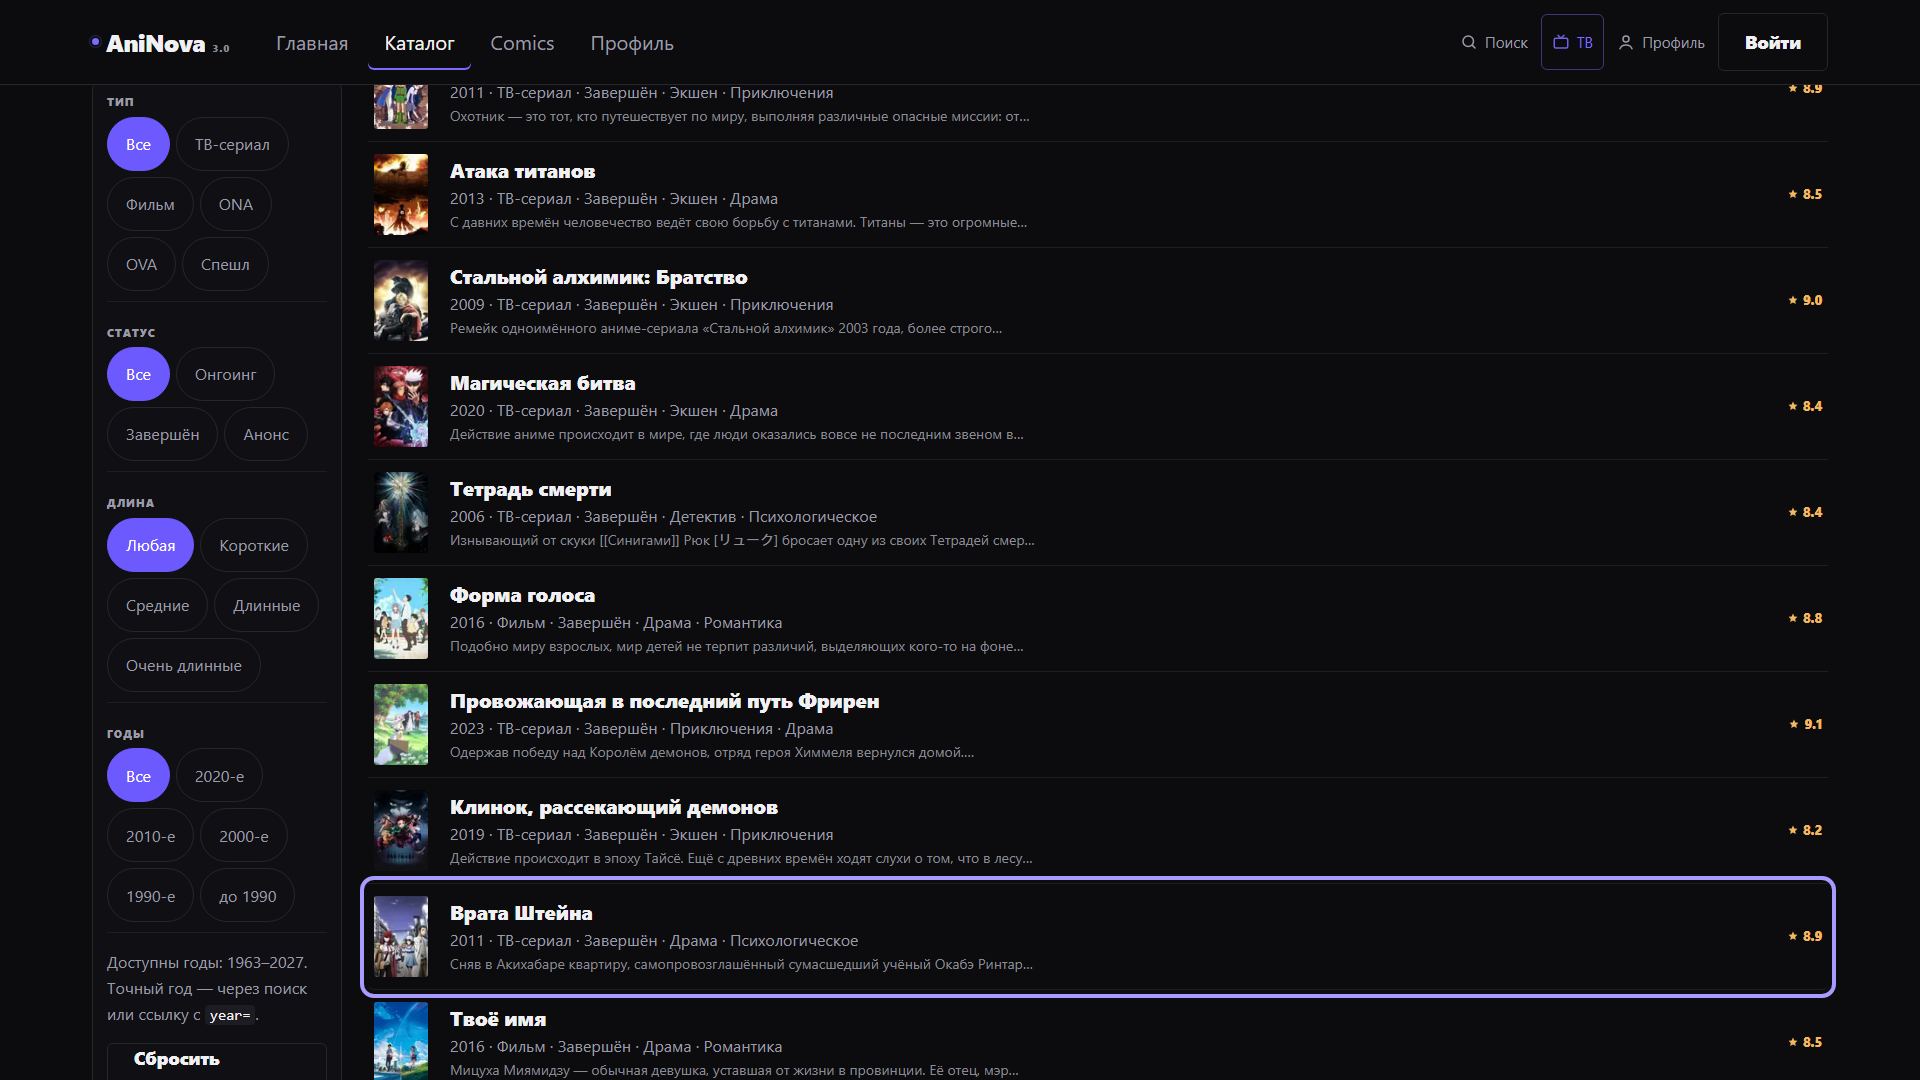 AniNova 3.0
Главная
Каталог
Comics
Профиль
Поиск
ТВ
Профиль
Войти
ТИП
Все
ТВ-сериал
Фильм
ONA
OVA
Спешл
СТАТУС
Все
Онгоинг
Завершён
Анонс
ДЛИНА
Любая
Короткие
Средние
Длинные
Очень длинные
ГОДЫ
Все
2020-е
2010-е
2000-е
1990-е
до 1990
Доступны годы: 1963–2027.
Точный год — через поиск
или ссылку с year=.
Сбросить
2011 · ТВ-сериал · Завершён · Экшен · Приключения
Охотник — это тот, кто путешествует по миру, выполняя различные опасные миссии: от...
★ 8.9
Атака титанов
2013 · ТВ-сериал · Завершён · Экшен · Драма
С давних времён человечество ведёт свою борьбу с титанами. Титаны — это огромные...
★ 8.5
Стальной алхимик: Братство
2009 · ТВ-сериал · Завершён · Экшен · Приключения
Ремейк одноимённого аниме-сериала «Стальной алхимик» 2003 года, более строго...
★ 9.0
Магическая битва
2020 · ТВ-сериал · Завершён · Экшен · Драма
Действие аниме происходит в мире, где люди оказались вовсе не последним звеном в...
★ 8.4
Тетрадь смерти
2006 · ТВ-сериал · Завершён · Детектив · Психологическое
Изнывающий от скуки [[Синигами]] Рюк [リューク] бросает одну из своих Тетрадей смер...
★ 8.4
Форма голоса
2016 · Фильм · Завершён · Драма · Романтика
Подобно миру взрослых, мир детей не терпит различий, выделяющих кого-то на фоне...
★ 8.8
Провожающая в последний путь Фрирен
2023 · ТВ-сериал · Завершён · Приключения · Драма
Одержав победу над Королём демонов, отряд героя Химмеля вернулся домой....
★ 9.1
Клинок, рассекающий демонов
2019 · ТВ-сериал · Завершён · Экшен · Приключения
Действие происходит в эпоху Тайсё. Ещё с древних времён ходят слухи о том, что в лесу...
★ 8.2
Врата Штейна
2011 · ТВ-сериал · Завершён · Драма · Психологическое
Сняв в Акихабаре квартиру, самопровозглашённый сумасшедший учёный Окабэ Ринтар...
★ 8.9
Твоё имя
2016 · Фильм · Завершён · Драма · Романтика
Мицуха Миямидзу — обычная девушка, уставшая от жизни в провинции. Её отец, мэр...
★ 8.5